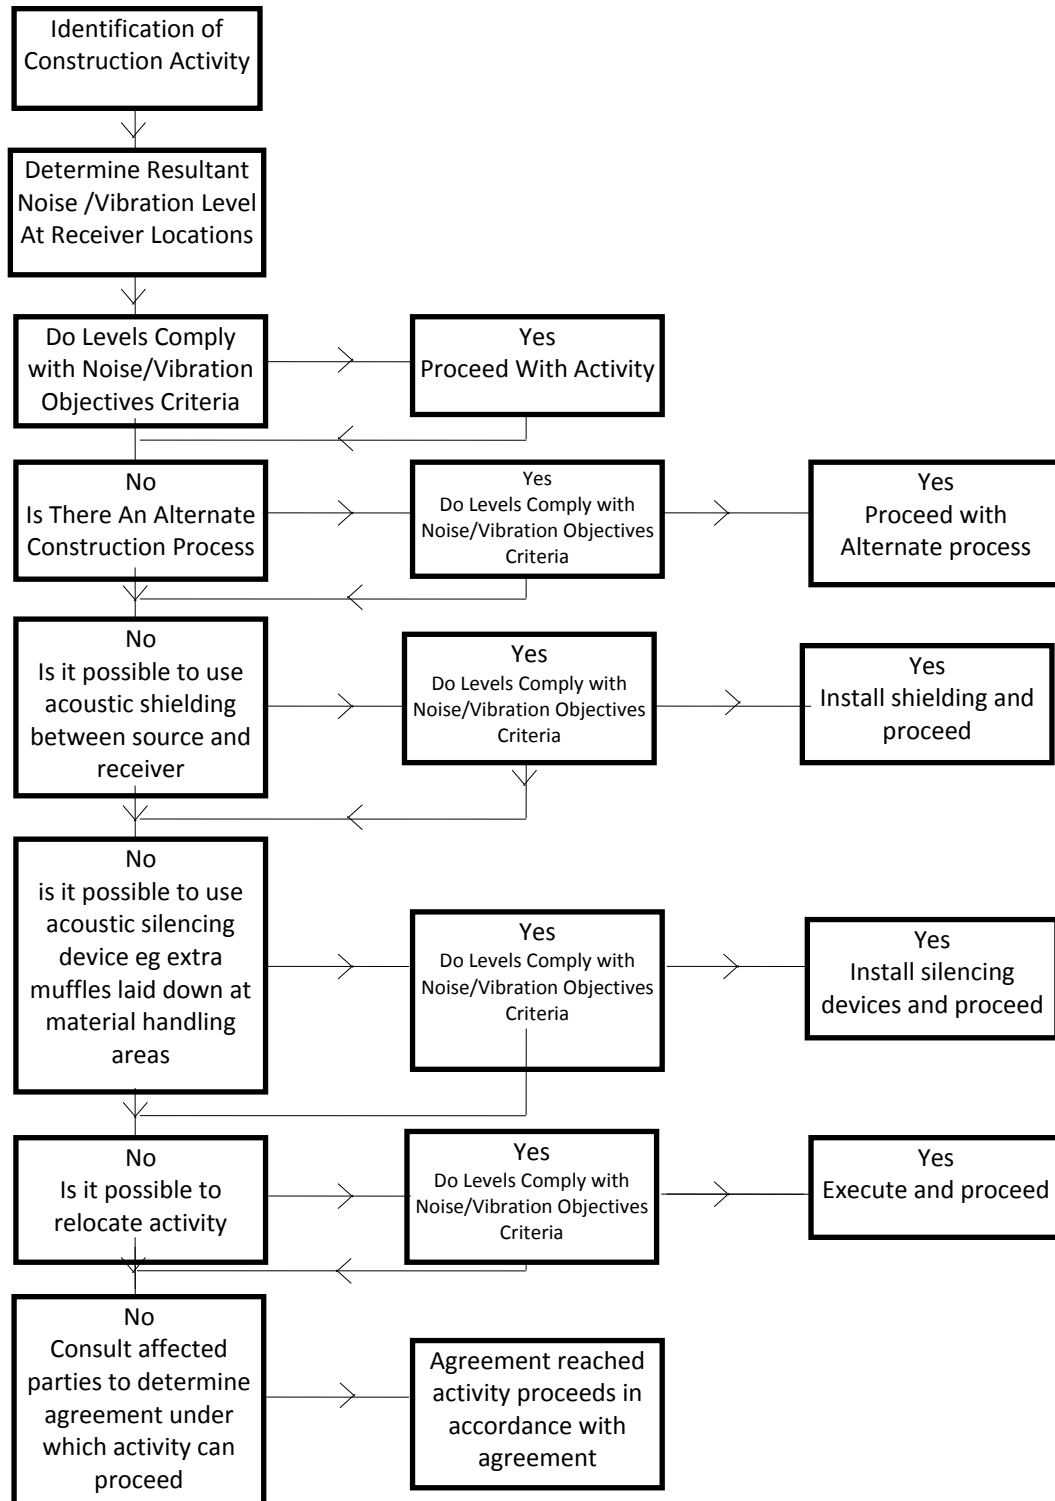 Identification of
Construction Activity
Determine Resultant
Noise /Vibration Level
At Receiver Locations
Do Levels Comply
with Noise/Vibration
Objectives Criteria
Yes
Proceed With Activity
No
Is There An Alternate
Construction Process
Yes
Do Levels Comply with
Noise/Vibration Objectives
Criteria
Yes
Proceed with
Alternate process
No
Is it possible to use
acoustic shielding
between source and
receiver
Yes
Do Levels Comply with
Noise/Vibration Objectives
Criteria
Yes
Install shielding and
proceed
No
is it possible to use
acoustic silencing
device eg extra
muffles laid down at
material handling
areas
Yes
Do Levels Comply with
Noise/Vibration Objectives
Criteria
Yes
Install silencing
devices and proceed
No
Is it possible to
relocate activity
Yes
Do Levels Comply with
Noise/Vibration Objectives
Criteria
Yes
Execute and proceed
No
Consult affected
parties to determine
agreement under
which activity can
proceed
Agreement reached
activity proceeds in
accordance with
agreement